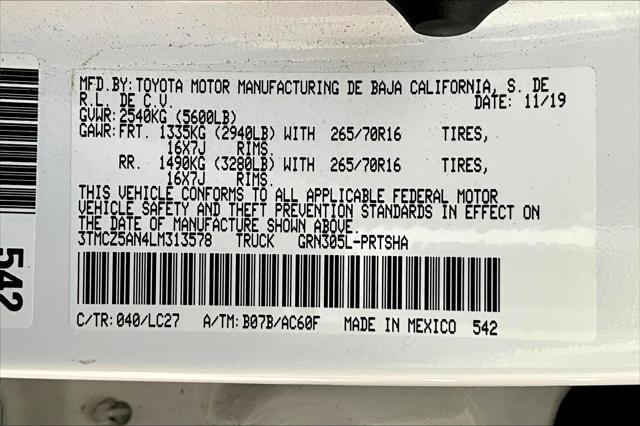 MFD.BY: TOYOTA MOTOR MANUFACTURING DE BAJA CALIFORNIA, S. DE
R.L. DE C.V. DATE: 11/19
GVWR: 2540KG (5600LB)
GAWR: FRT. 1335KG (2940LB) WITH 265/70R16 TIRES,
16X7J RIMS.
RR. 1490KG (3280LB) WITH 265/70R16 TIRES,
16X7J RIMS.
THIS VEHICLE CONFORMS TO ALL APPLICABLE FEDERAL MOTOR
VEHICLE SAFETY AND THEFT PREVENTION STANDARDS IN EFFECT ON
THE DATE OF MANUFACTURE SHOWN ABOVE.
3TMCZ5AN4LM313578 TRUCK GRN305L-PRTSHA
C/TR: 040/LC27 A/TM: B07B/AC60F MADE IN MEXICO 542
542